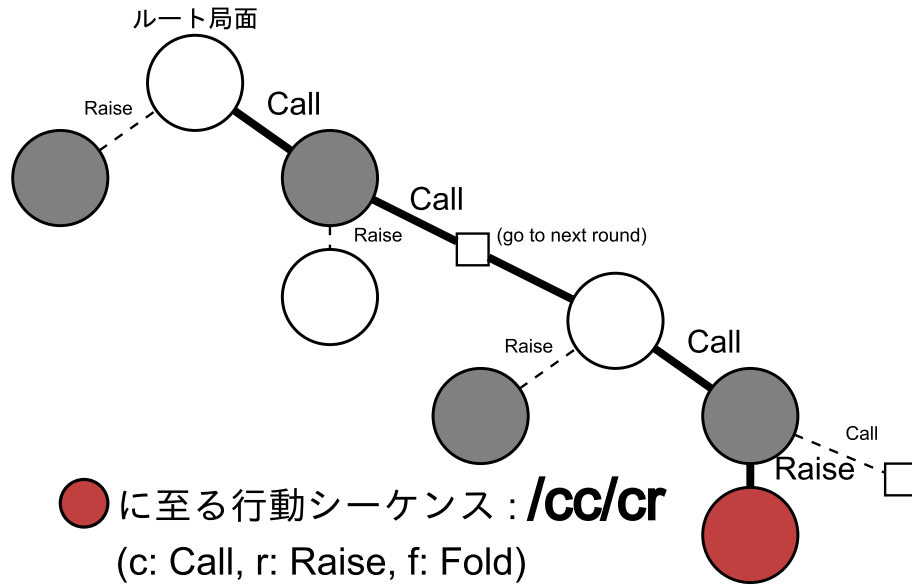 ルート局面
Raise
Call
Call
Raise
(go to next round)
Raise
Call
Call
Raise
に至る行動シーケンス : /cc/cr
(c: Call, r: Raise, f: Fold)